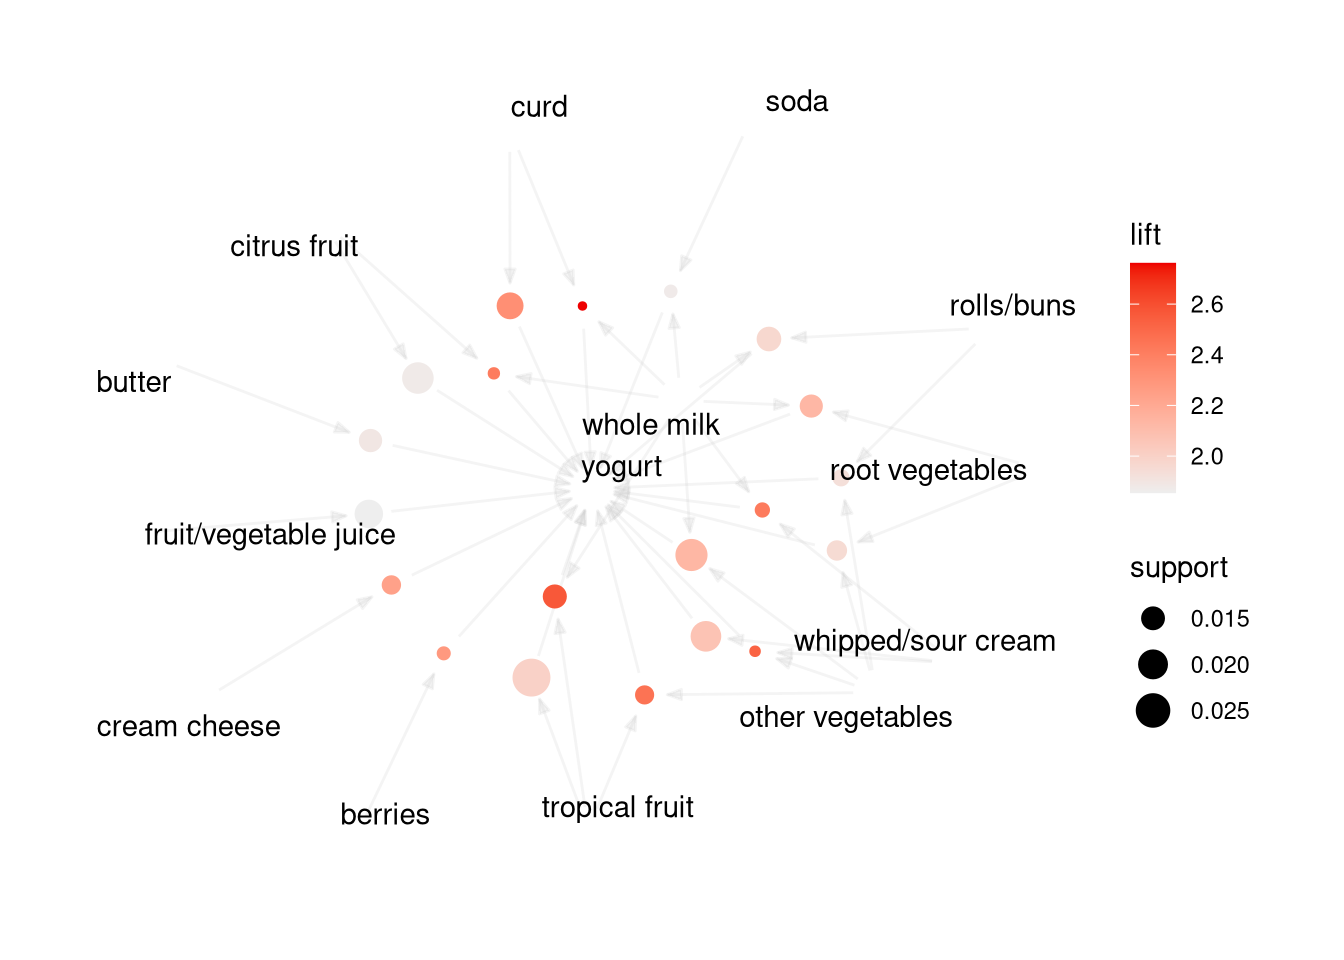 curd
soda
citrus fruit
rolls/buns
butter
whole milk
yogurt
root vegetables
fruit/vegetable juice
whipped/sour cream
cream cheese
other vegetables
berries
tropical fruit
lift
2.6
2.4
2.2
2.0
support
0.015
0.020
0.025